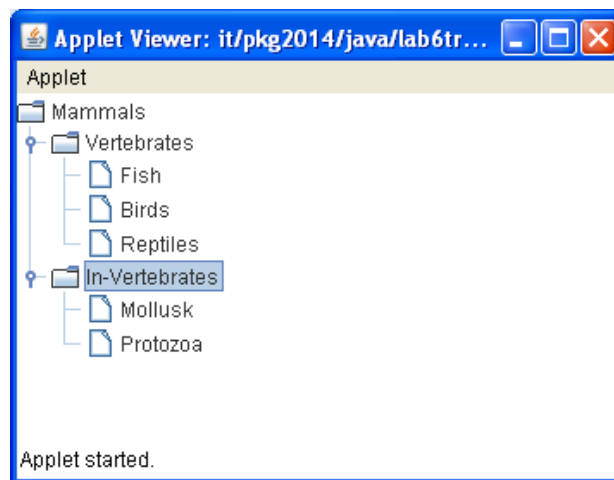 Applet Viewer: it/pkg2014/java/lab6tr...
Applet
Mammals
Vertebrates
Fish
Birds
Reptiles
In-Vertebrates
Mollusk
Protozoa
Applet started.